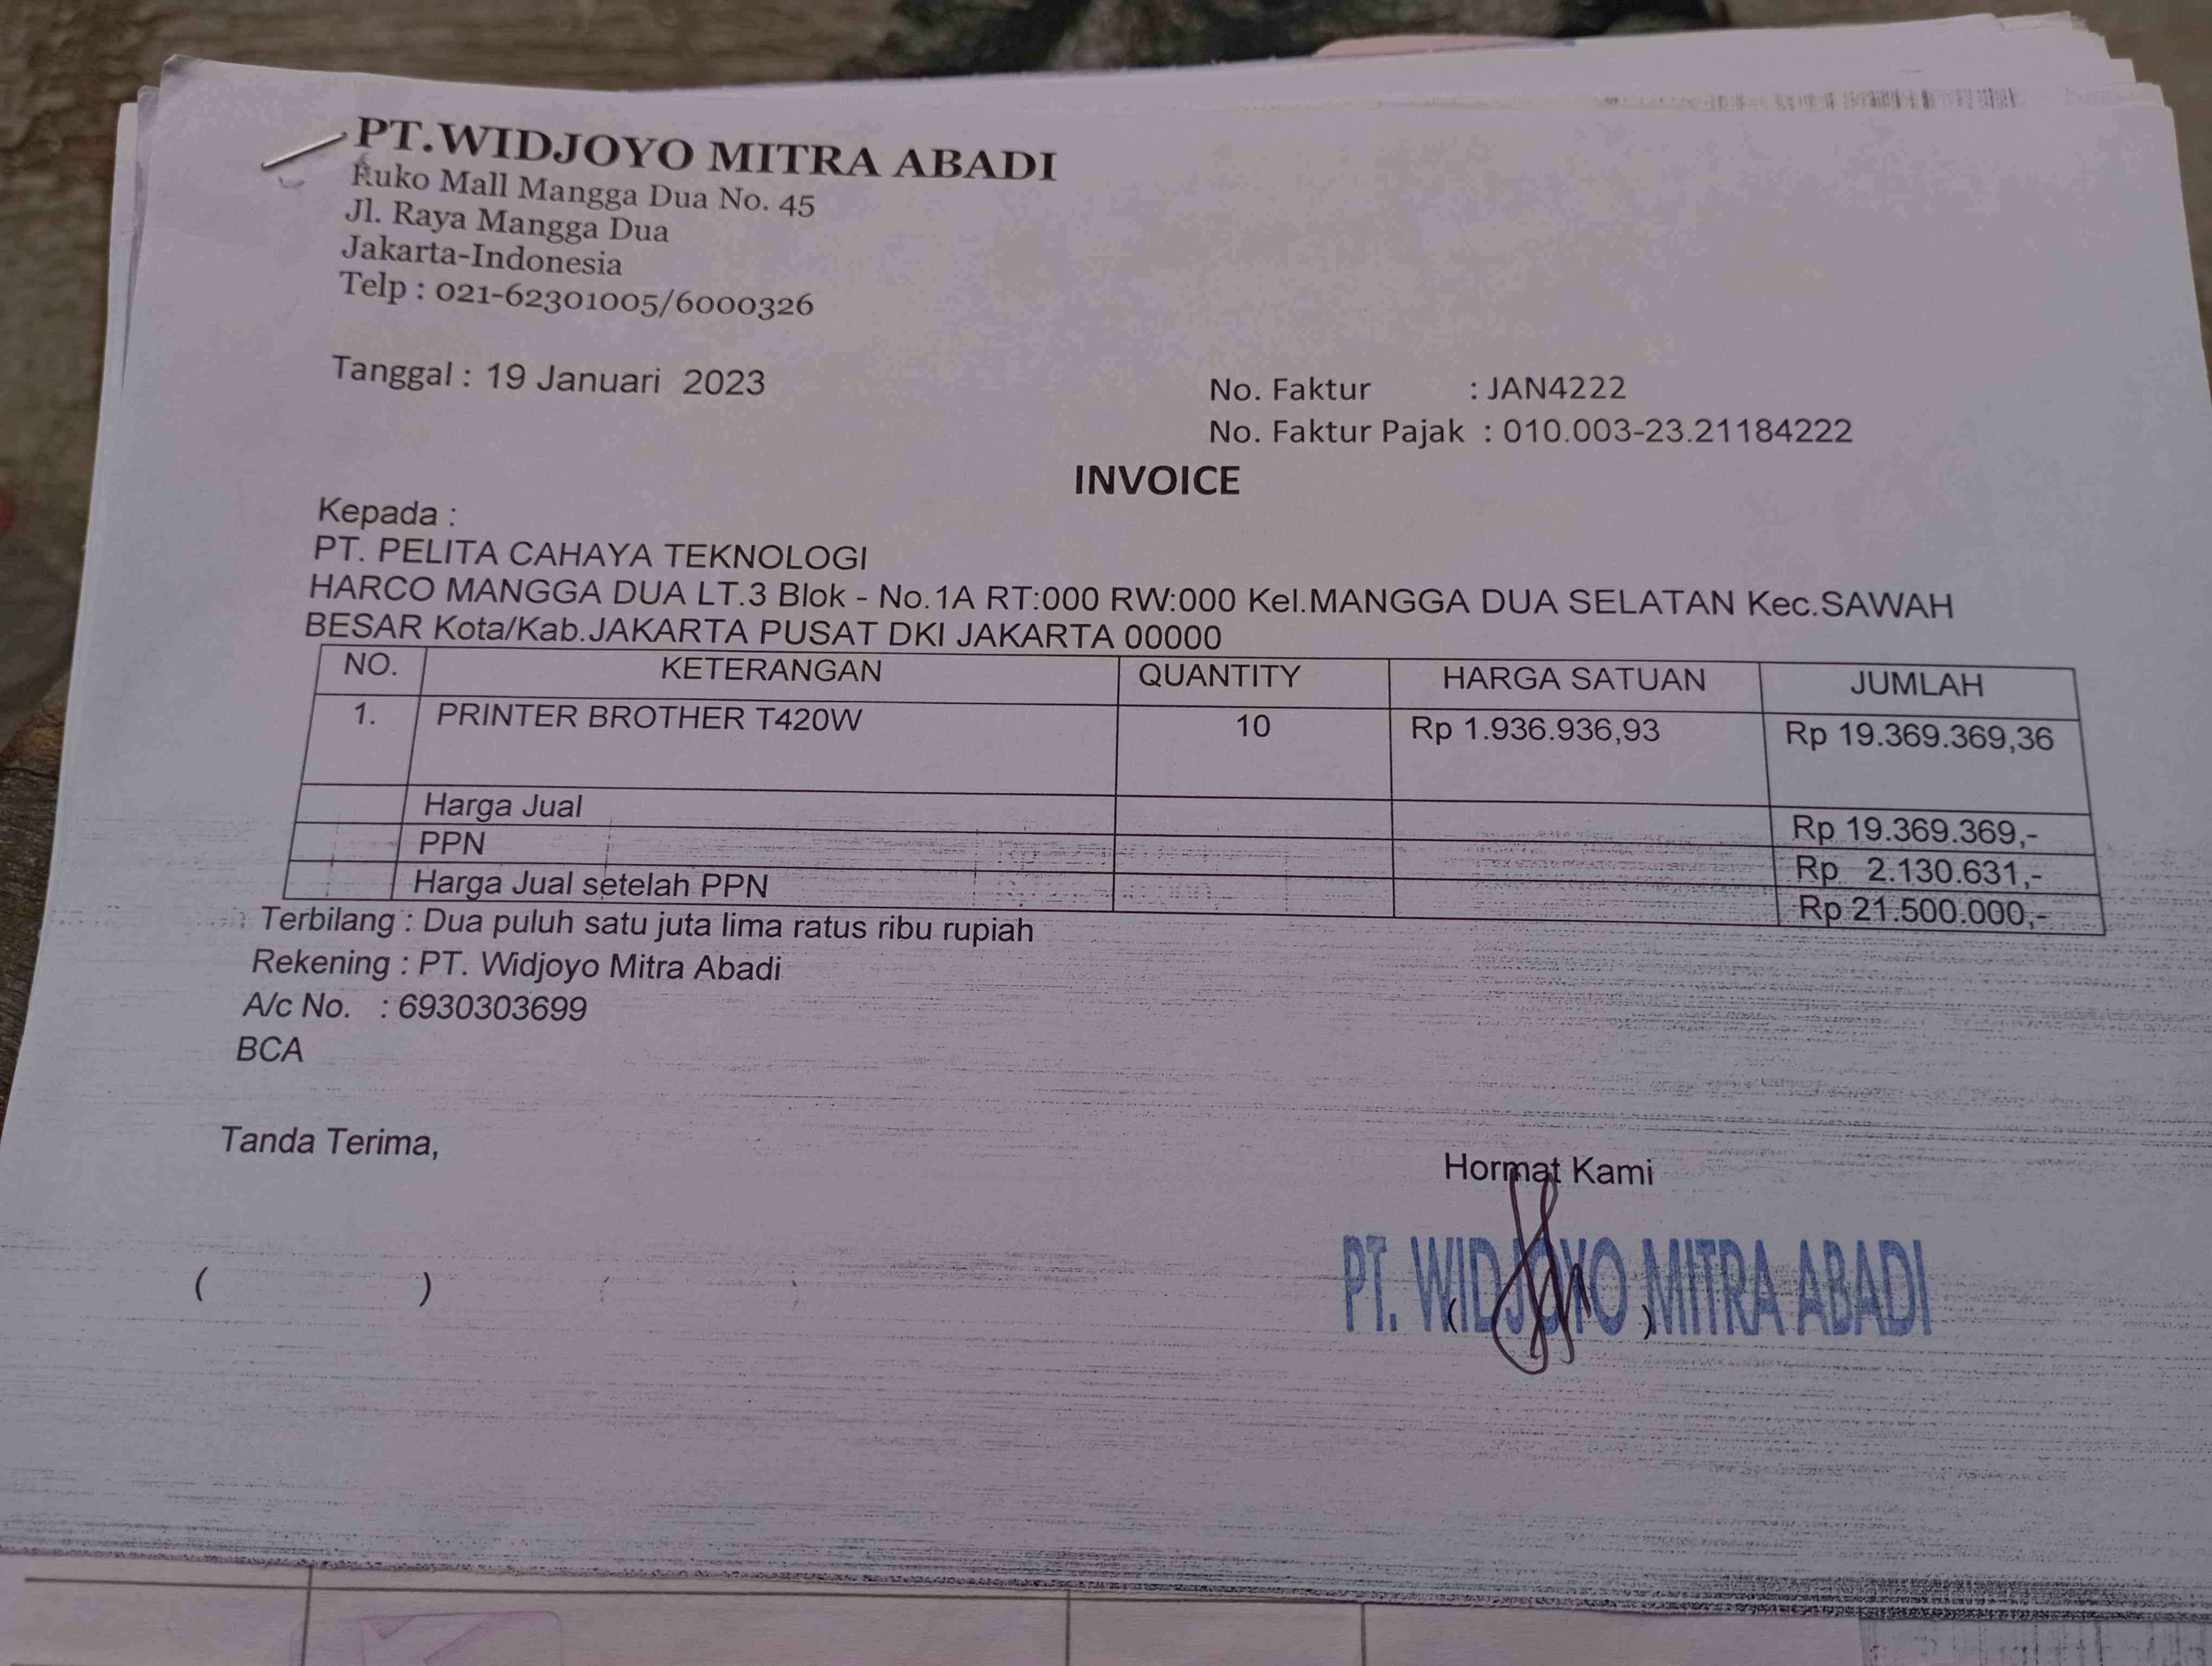 PT.WIDJOYO MITRA ABADI
Ruko Mall Mangga Dua No. 45
Jl. Raya Mangga Dua
Jakarta-Indonesia
Telp : 021-62301005/6000326
Tanggal : 19 Januari 2023
No. Faktur : JAN4222
No. Faktur Pajak : 010.003-23.21184222
INVOICE
Kepada :
PT. PELITA CAHAYA TEKNOLOGI
HARCO MANGGA DUA LT.3 Blok - No.1A RT:000 RW:000 Kel.MANGGA DUA SELATAN Kec.SAWAH
BESAR Kota/Kab.JAKARTA PUSAT DKI JAKARTA 00000
NO. KETERANGAN QUANTITY HARGA SATUAN JUMLAH
1. PRINTER BROTHER T420W 10 Rp 1.936.936,93 Rp 19.369.369,36
Harga Jual Rp 19.369.369,-
PPN Rp 2.130.631,-
Harga Jual setelah PPN Rp 21.500.000,-
Terbilang : Dua puluh satu juta lima ratus ribu rupiah
Rekening : PT. Widjoyo Mitra Abadi
A/c No. : 6930303699
BCA
Tanda Terima,
Hormat Kami
PT. WIDJOYO MITRA ABADI
( )
( )